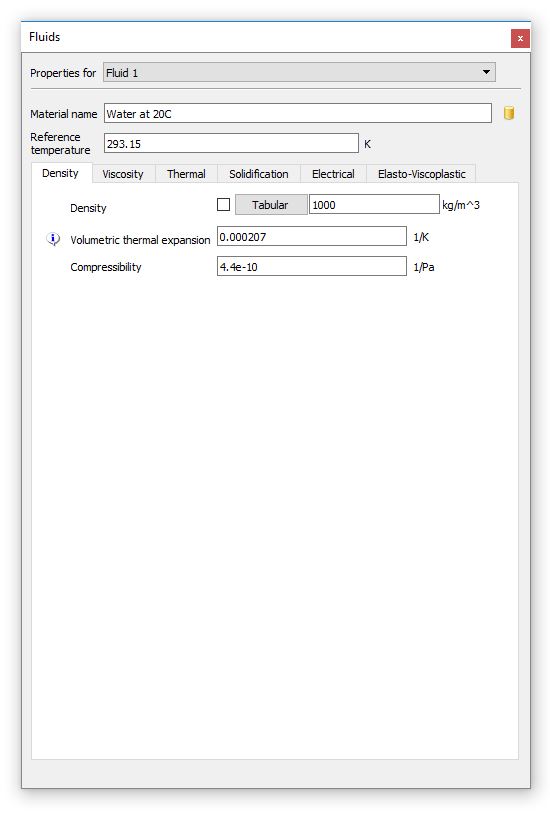 Fluids
x
Properties for Fluid 1
Material name Water at 20C
Reference
temperature 293.15 K
Density Viscosity Thermal Solidification Electrical Elasto-Viscoplastic
Density Tabular 1000 kg/m^3
i Volumetric thermal expansion 0.000207 1/K
Compressibility 4.4e-10 1/Pa